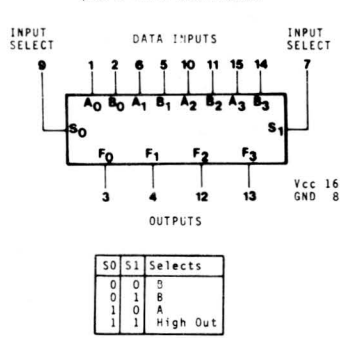 INPUT SELECT
DATA INPUTS
INPUT SELECT
9 1 2 6 5 10 11 15 14 7
A0 B0 A1 B1 A2 B2 A3 B3
S0 S1
F0 F1 F2 F3
3 4 12 13
Vcc 16
GND 8
OUTPUTS
S0 S1 Selects
0 0 B
0 1 B
1 0 A
1 1 High Out